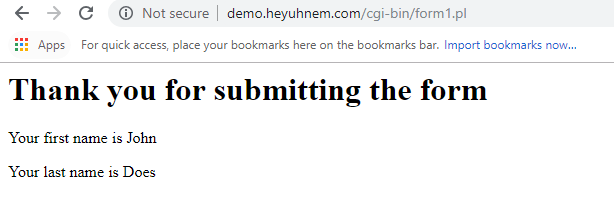 Not secure | demo.heyuhnem.com/cgi-bin/form1.pl
Apps For quick access, place your bookmarks here on the bookmarks bar. Import bookmarks now...
Thank you for submitting the form
Your first name is John
Your last name is Does